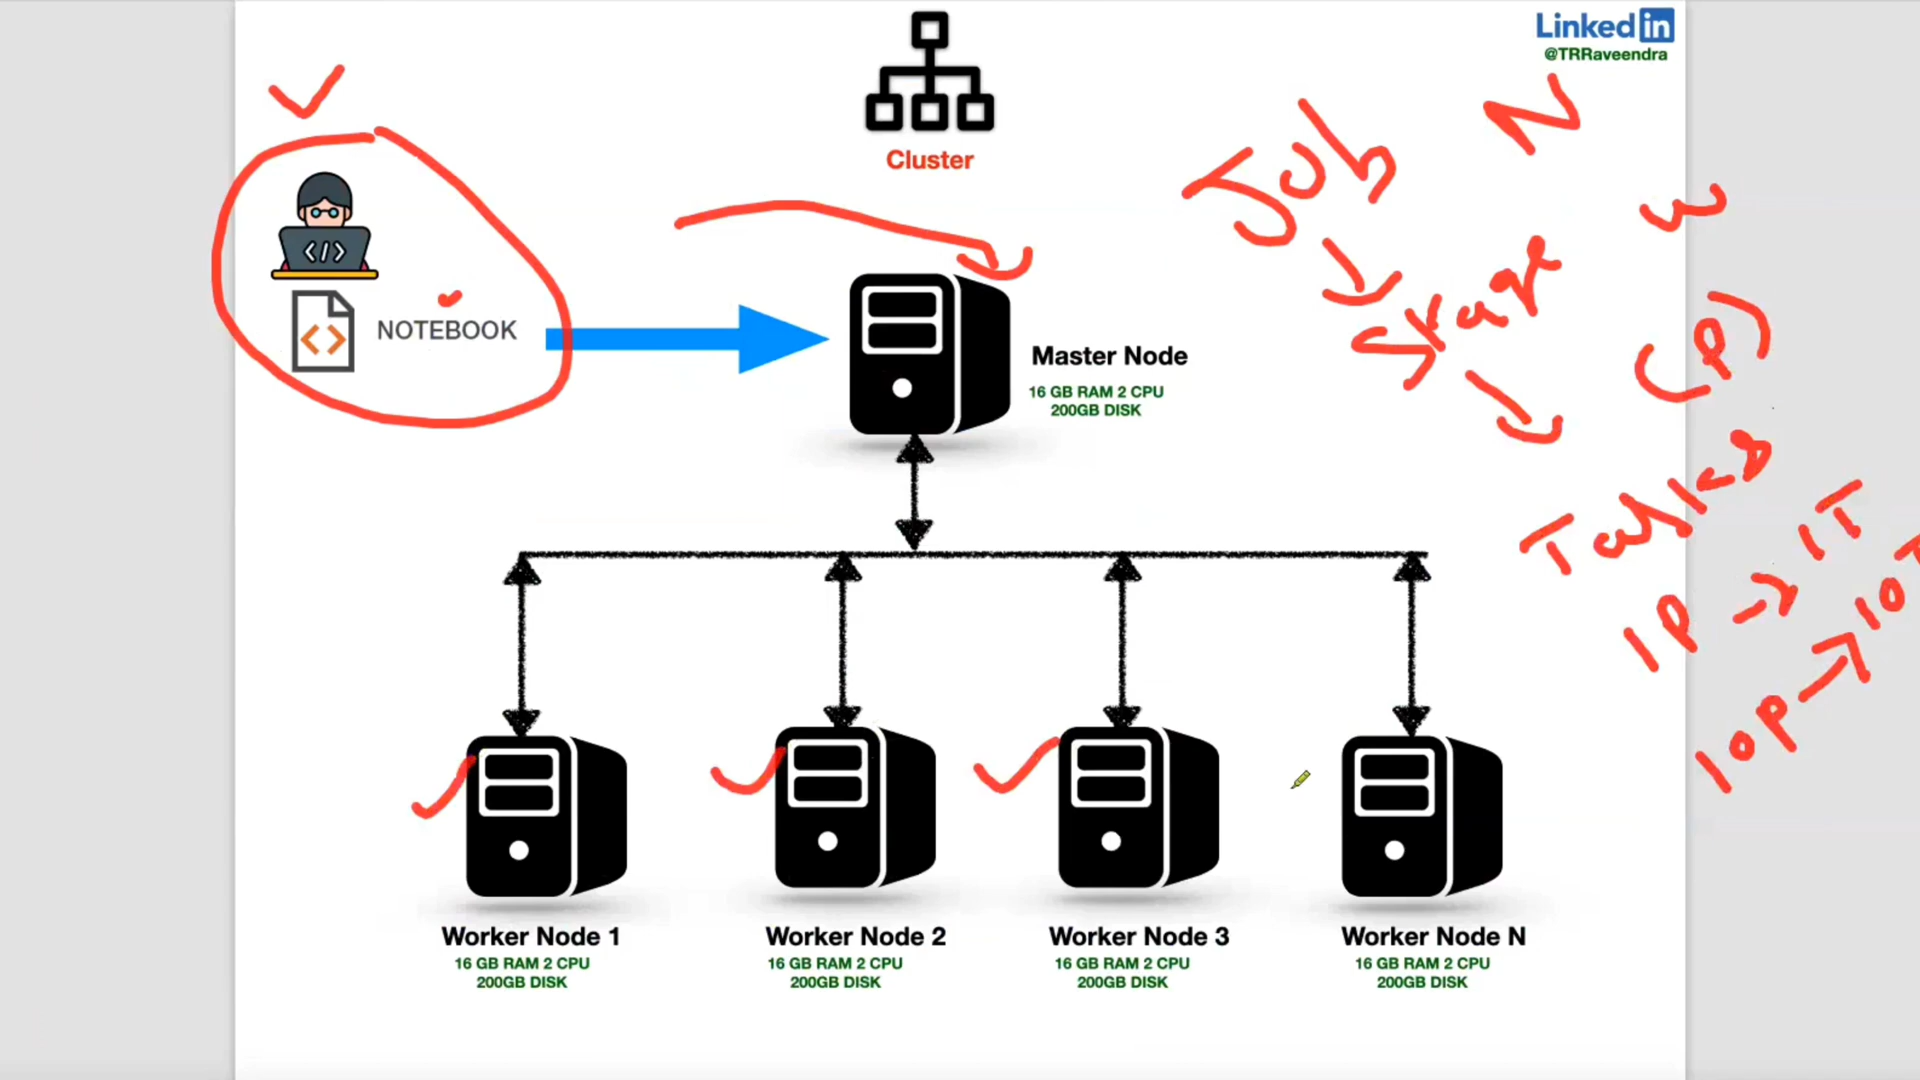 Linked in
@TRRaveendra
Cluster
</>
<>
NOTEBOOK
Master Node
16 GB RAM 2 CPU
200GB DISK
Job N
Stage w
(P)
Tasks
1P → 1T
10P → 10T
Worker Node 1
16 GB RAM 2 CPU
200GB DISK
Worker Node 2
16 GB RAM 2 CPU
200GB DISK
Worker Node 3
16 GB RAM 2 CPU
200GB DISK
Worker Node N
16 GB RAM 2 CPU
200GB DISK